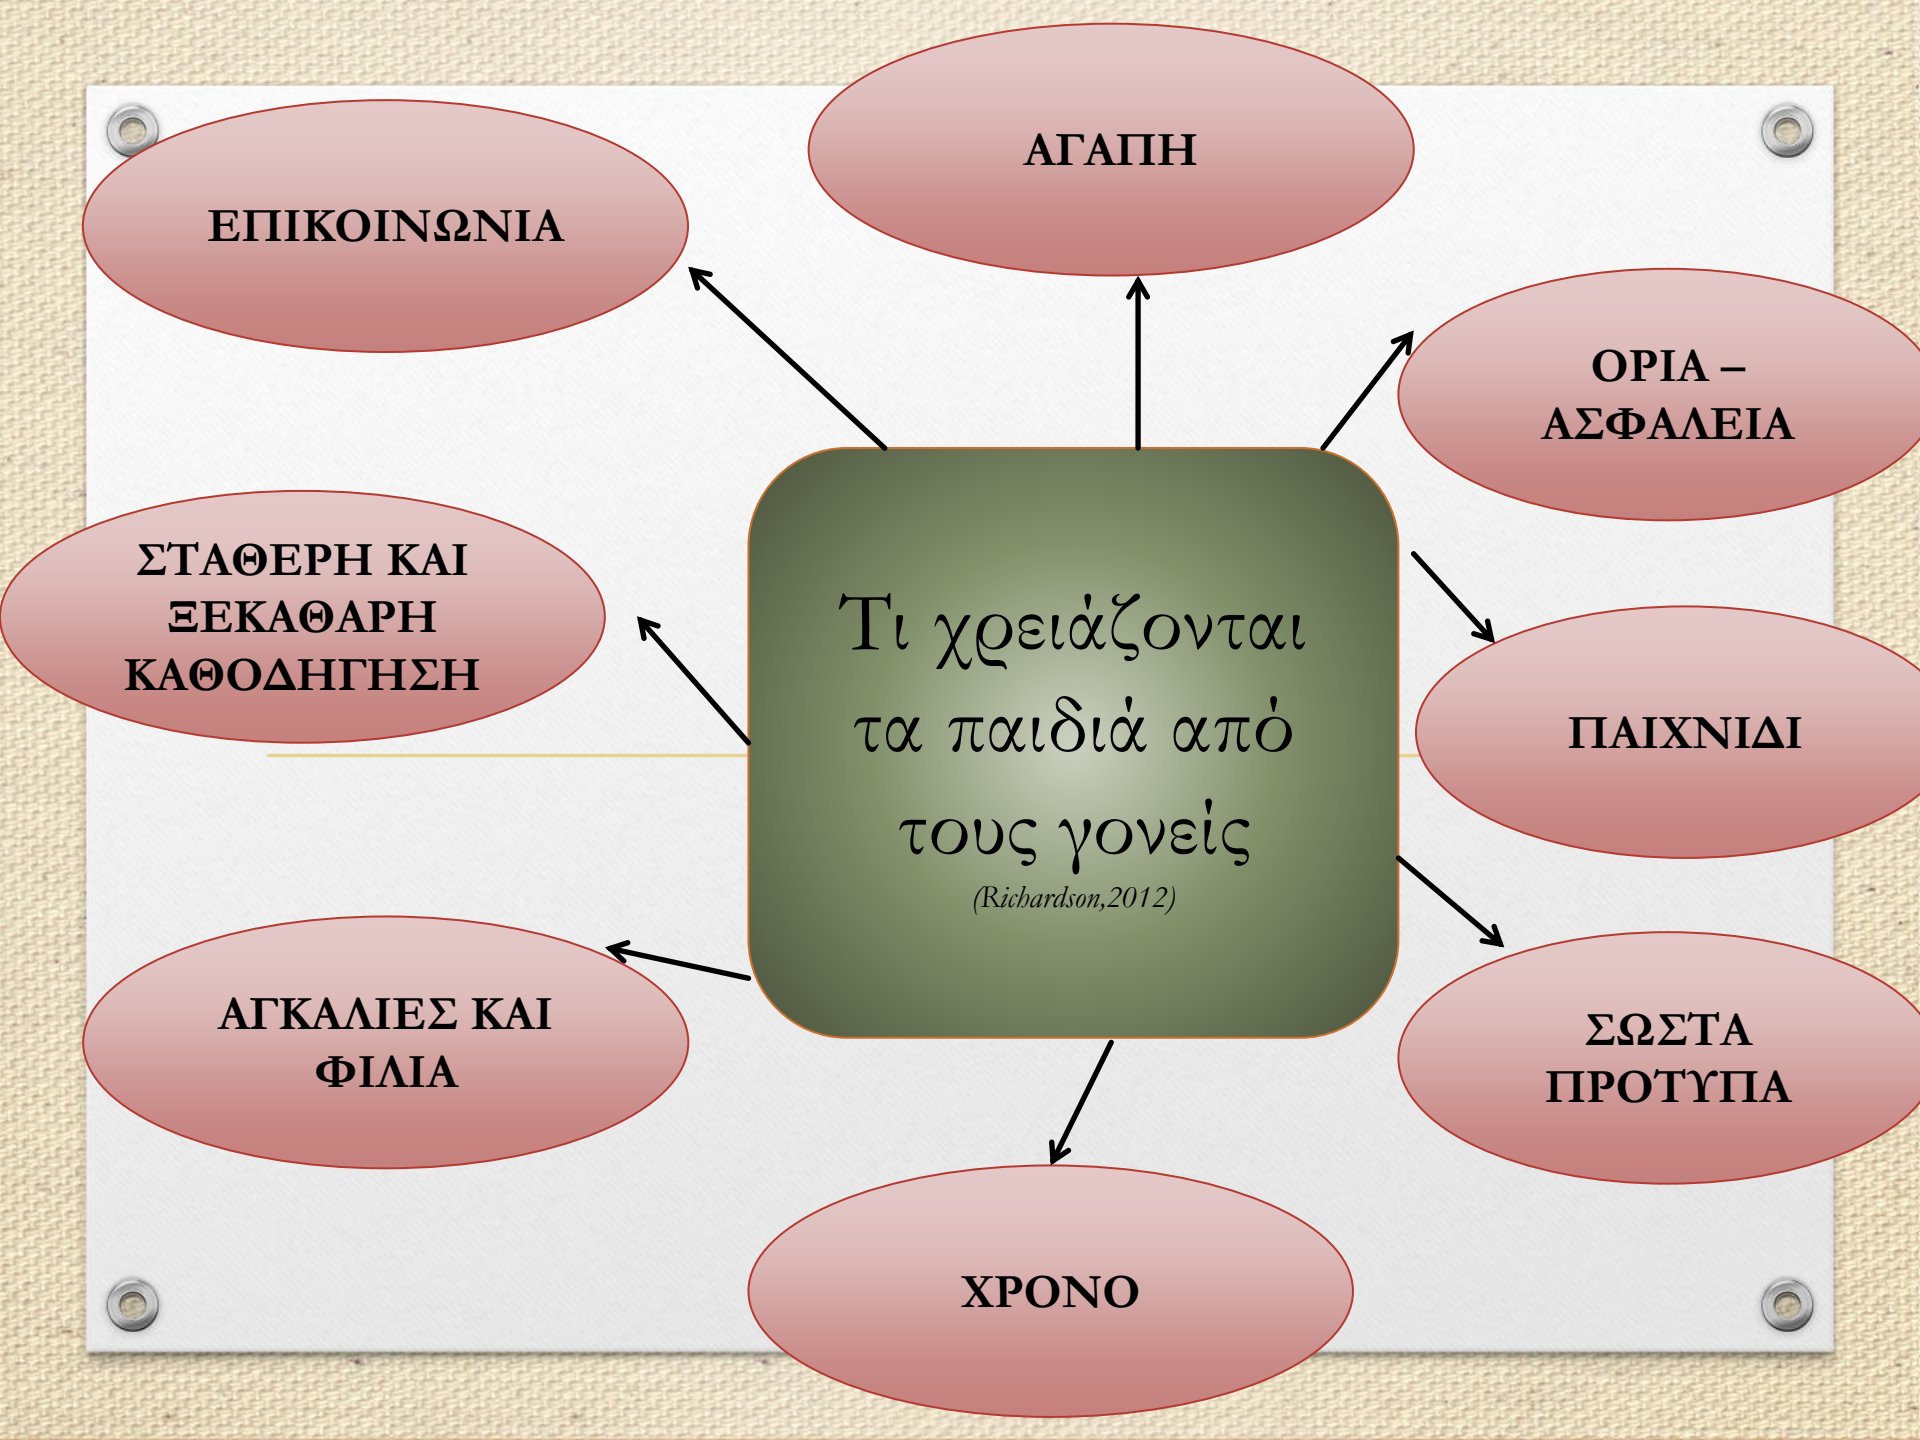 ΑΓΑΠΗ
ΕΠΙΚΟΙΝΩΝΙΑ
ΟΡΙΑ –
ΑΣΦΑΛΕΙΑ
ΣΤΑΘΕΡΗ ΚΑΙ
ΞΕΚΑΘΑΡΗ
ΚΑΘΟΔΗΓΗΣΗ
Τι χρειάζονται
τα παιδιά από
τους γονείς
(Richardson,2012)
ΠΑΙΧΝΙΔΙ
ΑΓΚΑΛΙΕΣ ΚΑΙ
ΦΙΛΙΑ
ΣΩΣΤΑ
ΠΡΟΤΥΠΑ
ΧΡΟΝΟ